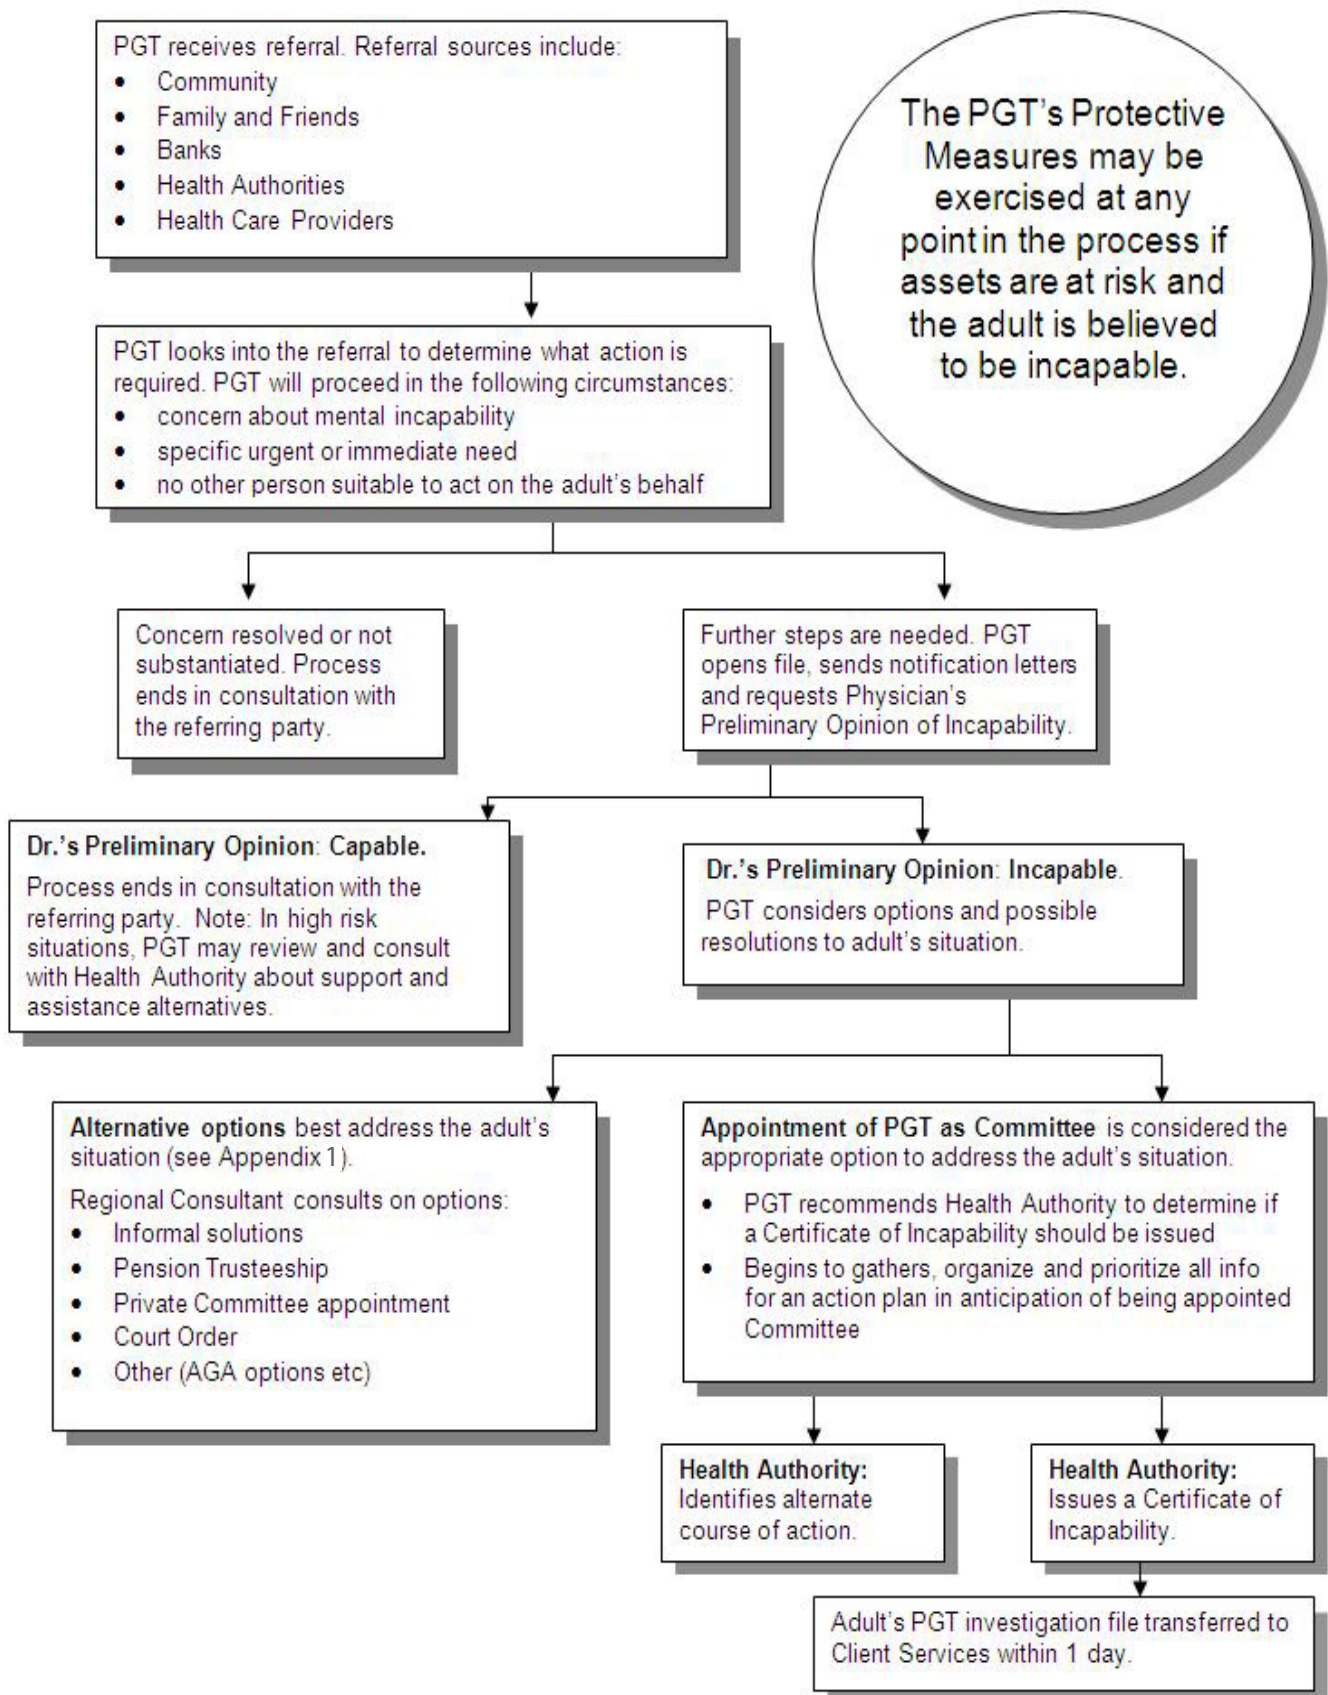 PGT receives referral. Referral sources include:
• Community
• Family and Friends
• Banks
• Health Authorities
• Health Care Providers
The PGT's Protective
Measures may be
exercised at any
point in the process if
assets are at risk and
the adult is believed
to be incapable.
PGT looks into the referral to determine what action is
required. PGT will proceed in the following circumstances:
• concern about mental incapability
• specific urgent or immediate need
• no other person suitable to act on the adult's behalf
Concern resolved or not
substantiated. Process
ends in consultation with
the referring party.
Further steps are needed. PGT
opens file, sends notification letters
and requests Physician's
Preliminary Opinion of Incapability.
Dr.'s Preliminary Opinion: Capable.
Process ends in consultation with the
referring party. Note: In high risk
situations, PGT may review and consult
with Health Authority about support and
assistance alternatives.
Dr.'s Preliminary Opinion: Incapable.
PGT considers options and possible
resolutions to adult's situation.
Alternative options best address the adult's
situation (see Appendix 1).
Regional Consultant consults on options:
• Informal solutions
• Pension Trusteeship
• Private Committee appointment
• Court Order
• Other (AGA options etc)
Appointment of PGT as Committee is considered the
appropriate option to address the adult's situation.
• PGT recommends Health Authority to determine if
a Certificate of Incapability should be issued
• Begins to gathers, organize and prioritize all info
for an action plan in anticipation of being appointed
Committee
Health Authority:
Identifies alternate
course of action.
Health Authority:
Issues a Certificate of
Incapability.
Adult's PGT investigation file transferred to
Client Services within 1 day.